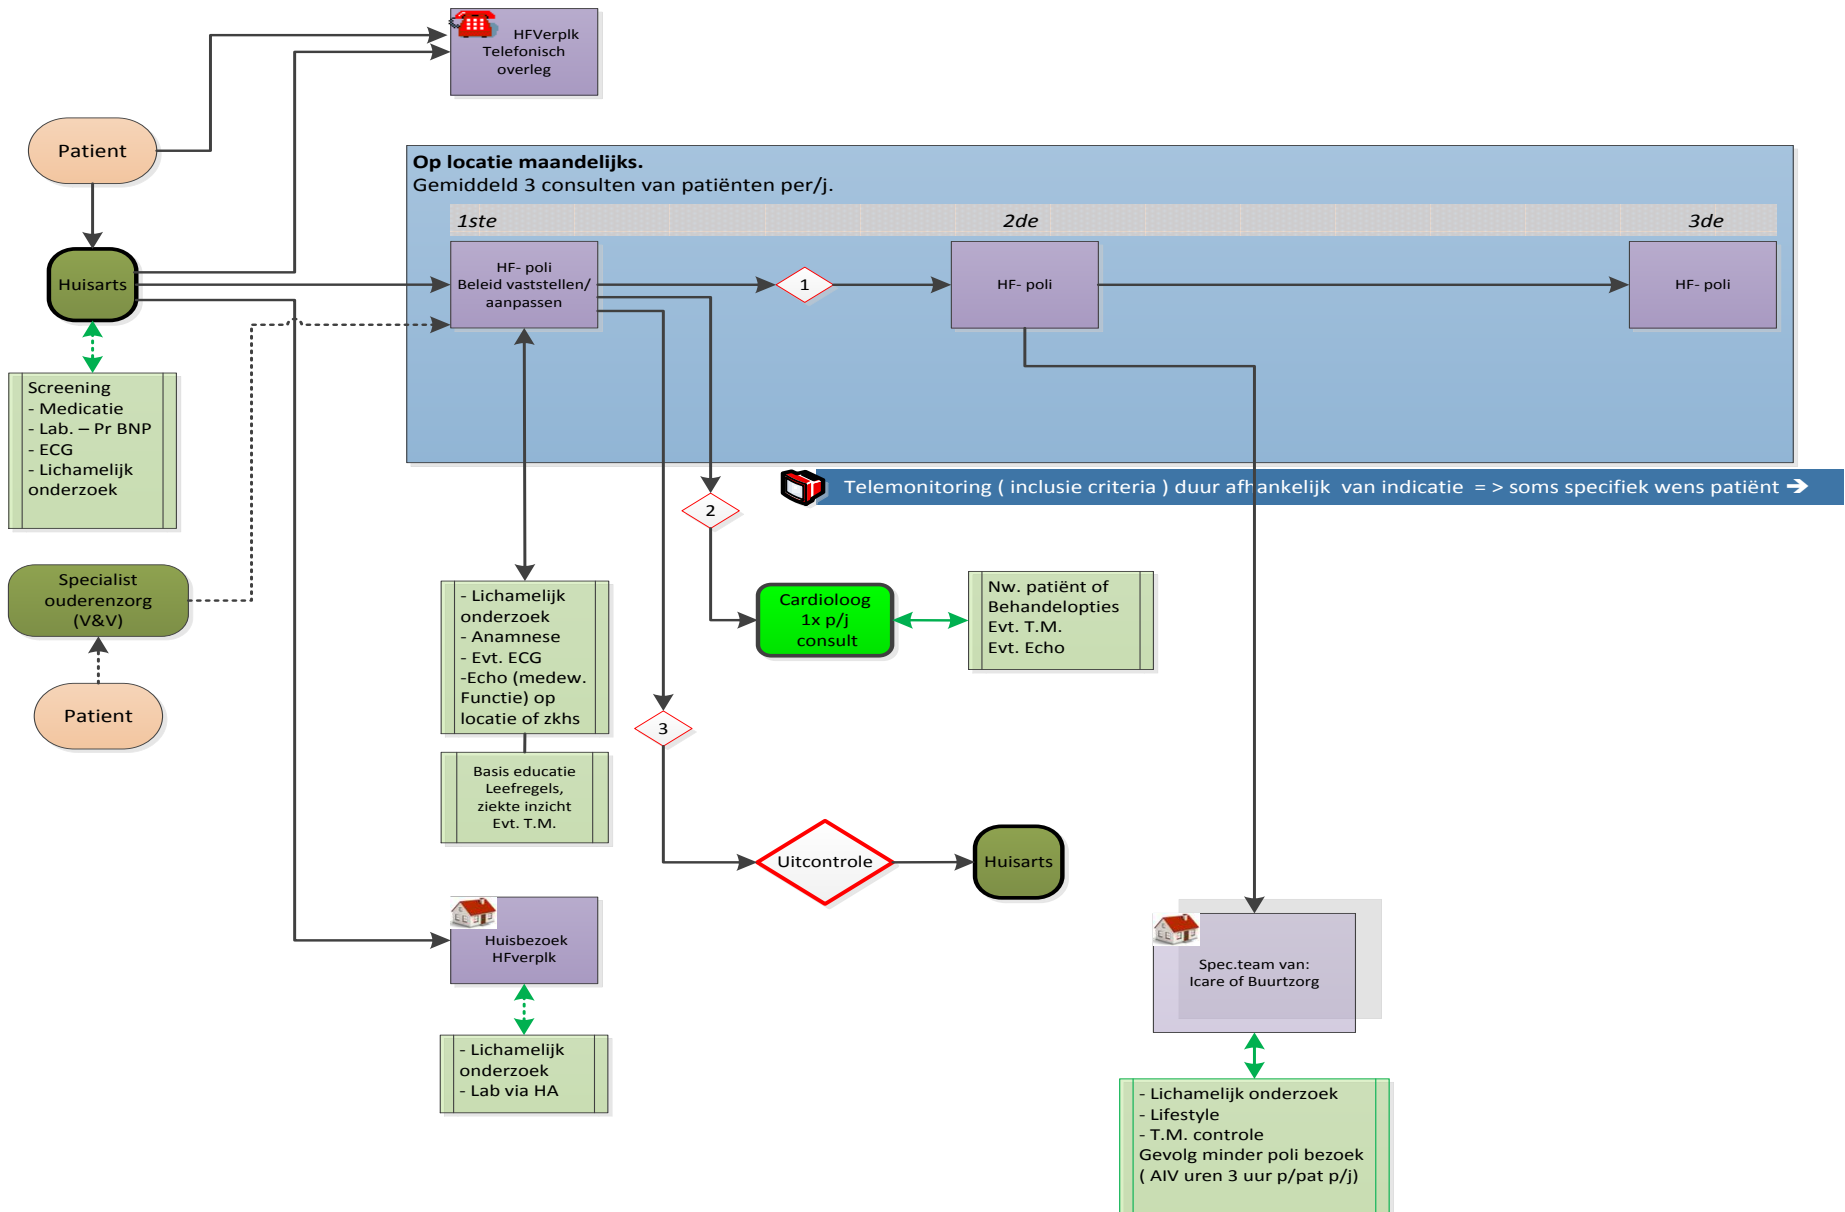 HFVerplk
Telefonisch
overleg
Patient
Op locatie maandelijks.
Gemiddeld 3 consulten van patiënten per/j.
1ste
2de
3de
Huisarts
HF- poli
Beleid vaststellen/
aanpassen
1
HF- poli
HF- poli
Screening
- Medicatie
- Lab. – Pr BNP
- ECG
- Lichamelijk
onderzoek
Telemonitoring ( inclusie criteria ) duur afhankelijk  van indicatie  = > soms specifiek wens patiënt ➔
2
Specialist
ouderenzorg
(V&V)
- Lichamelijk
onderzoek
- Anamnese
- Evt. ECG
-Echo (medew.
Functie) op
locatie of zkhs
Cardioloog
1x p/j
consult
Nw. patiënt of
Behandelopties
Evt. T.M.
Evt. Echo
Patient
3
Basis educatie
Leefregels,
ziekte inzicht
Evt. T.M.
Uitcontrole
Huisarts
Huisbezoek
HFverplk
Spec.team van:
Icare of Buurtzorg
- Lichamelijk
onderzoek
- Lab via HA
- Lichamelijk onderzoek
- Lifestyle
- T.M. controle
Gevolg minder poli bezoek
( AIV uren 3 uur p/pat p/j)